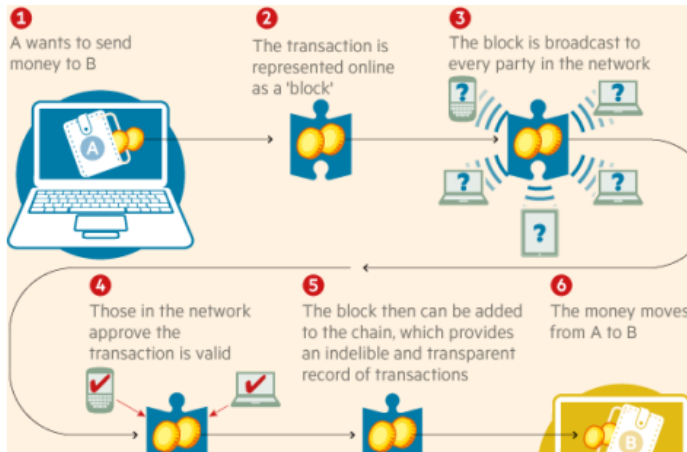 1
A wants to send
money to B
A
2
The transaction is
represented online
as a 'block'
3
The block is broadcast to
every party in the network
?
?
?
?
?
4
Those in the network
approve the
transaction is valid
5
The block then can be added
to the chain, which provides
an indelible and transparent
record of transactions
6
The money moves
from A to B
B